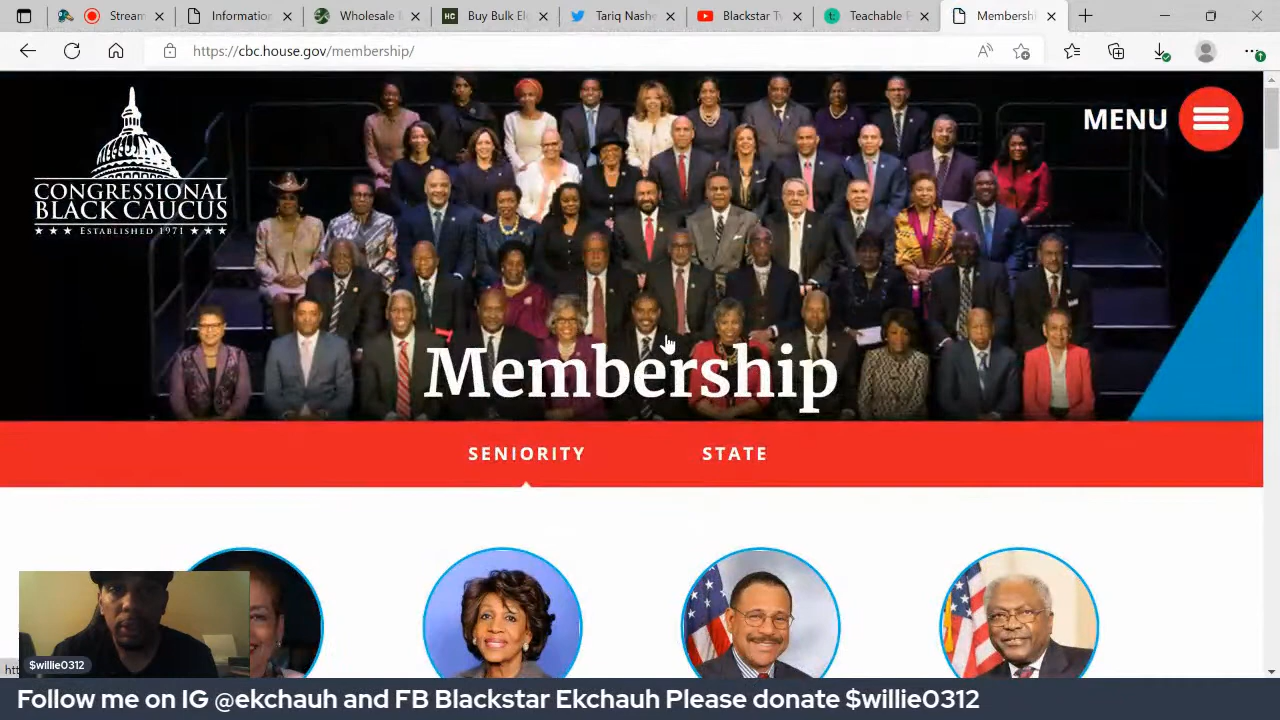 Stream
Information
Wholesale
Buy Bulk El
Tariq Nashe
Blackstar Tv
Teachable
Membersh
https://cbc.house.gov/membership/
CONGRESSIONAL
BLACK CAUCUS
★ ★ ★ ESTABLISHED 1971 ★ ★ ★
MENU
Membership
SENIORITY STATE
$willie0312
Follow me on IG @ekchauh and FB Blackstar Ekchauh Please donate $willie0312